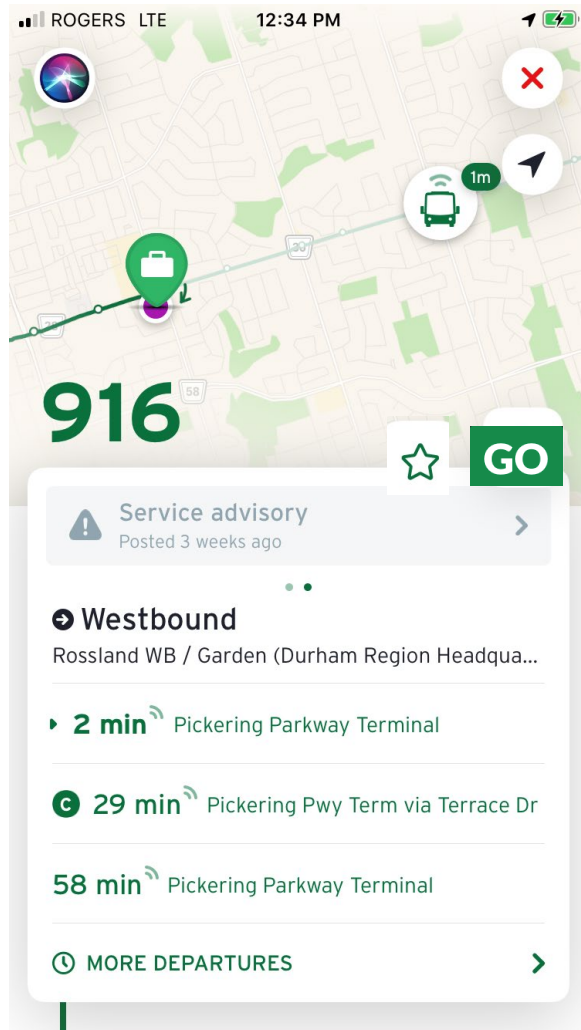 ROGERS LTE 12:34 PM
1m
58
916
GO
Service advisory
Posted 3 weeks ago
Westbound
Rossland WB / Garden (Durham Region Headqua...
2 min Pickering Parkway Terminal
C 29 min Pickering Pwy Term via Terrace Dr
58 min Pickering Parkway Terminal
MORE DEPARTURES